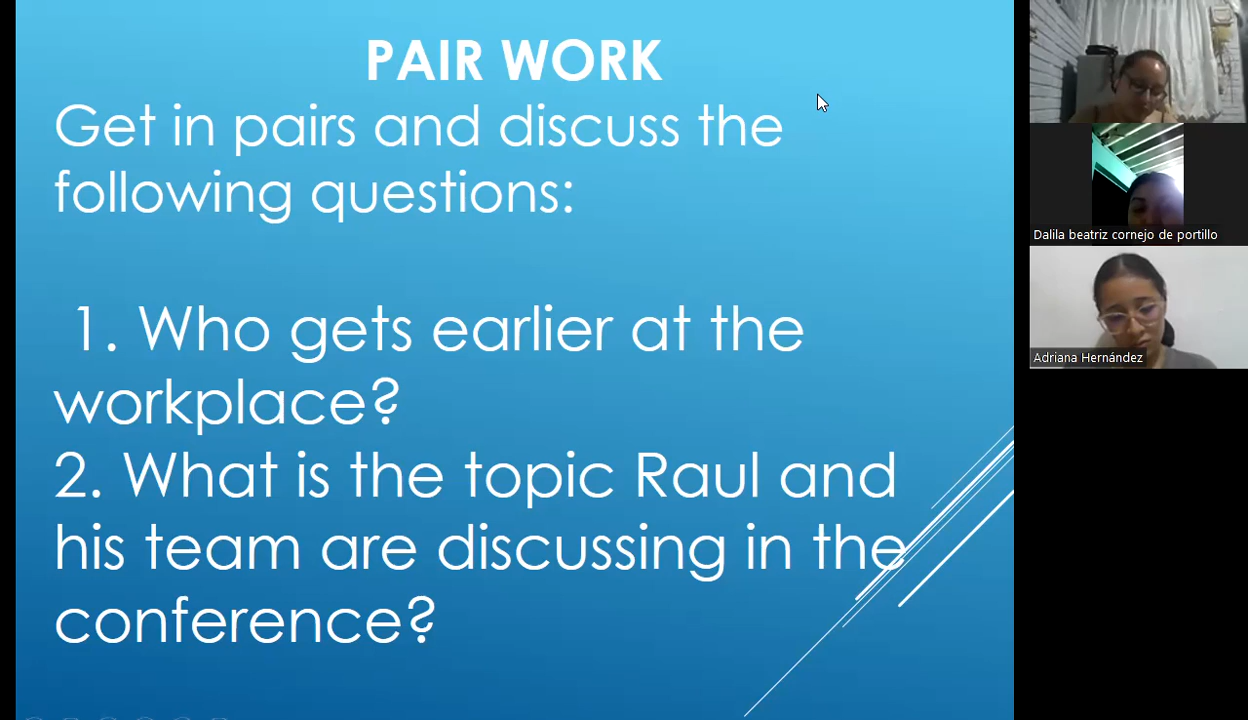 PAIR WORK
Get in pairs and discuss the
following questions:
1. Who gets earlier at the
workplace?
2. What is the topic Raul and
his team are discussing in the
conference?
Dalila beatriz cornejo de portillo
Adriana Hernández